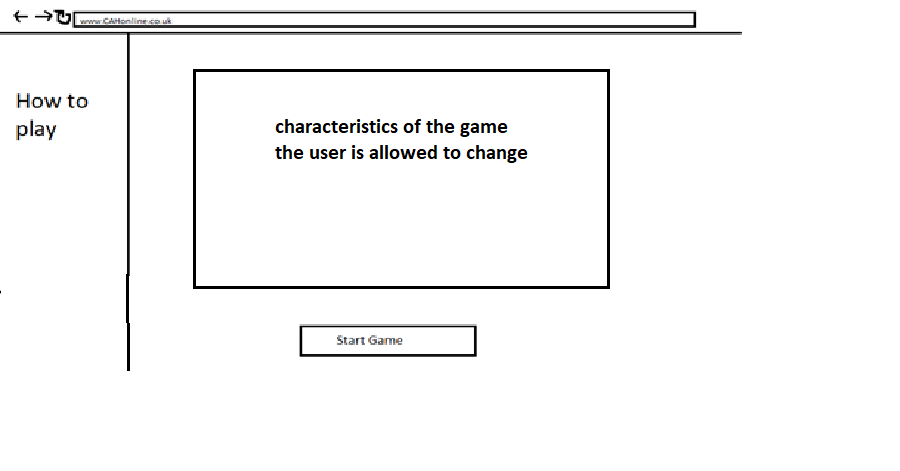 www.CAHonline.co.uk
How to
play
characteristics of the game
the user is allowed to change
Start Game